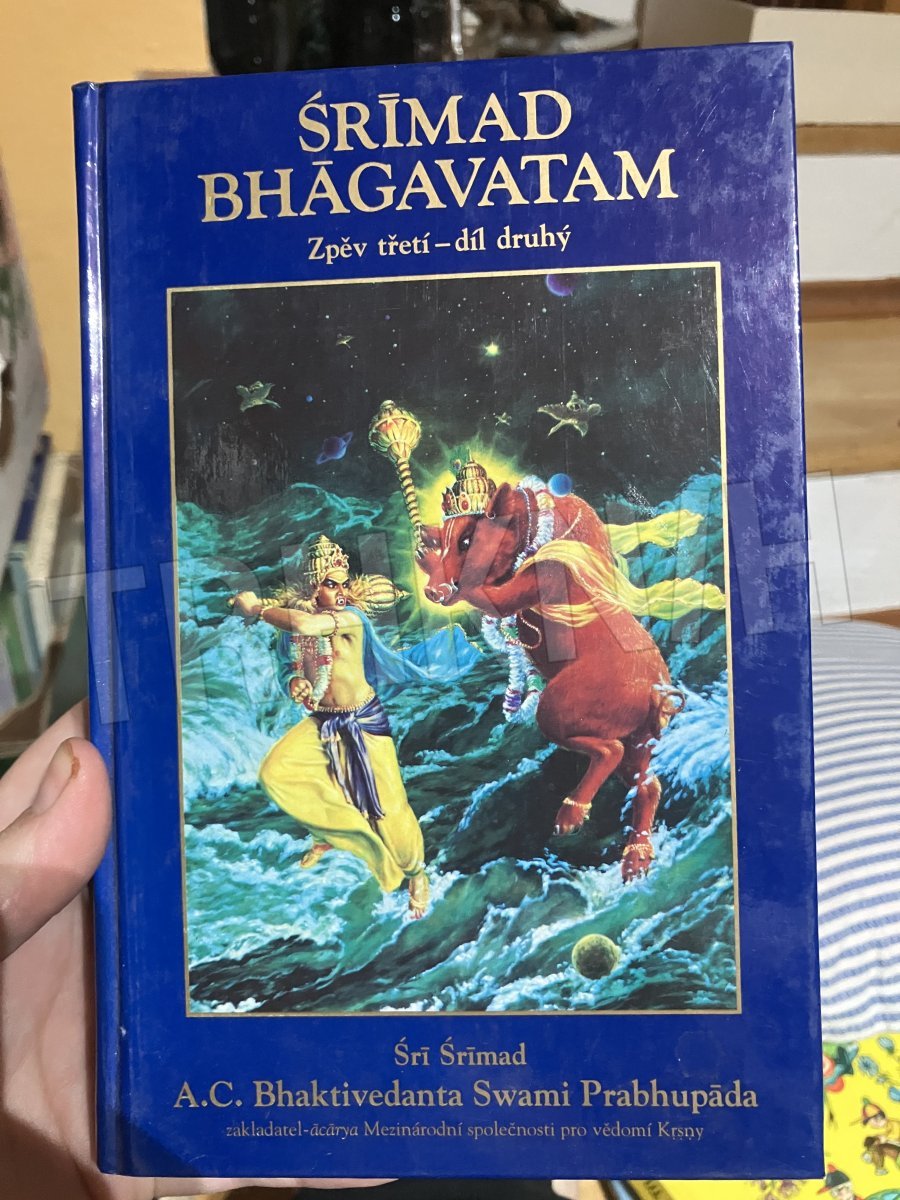 ŚRĪMAD
BHĀGAVATAM
Zpěv třetí – díl druhý
Śrī Śrīmad
A.C. Bhaktivedanta Swami Prabhupāda
zakladatel-ācārya Mezinárodní společnosti pro vědomí Kṛṣṇy